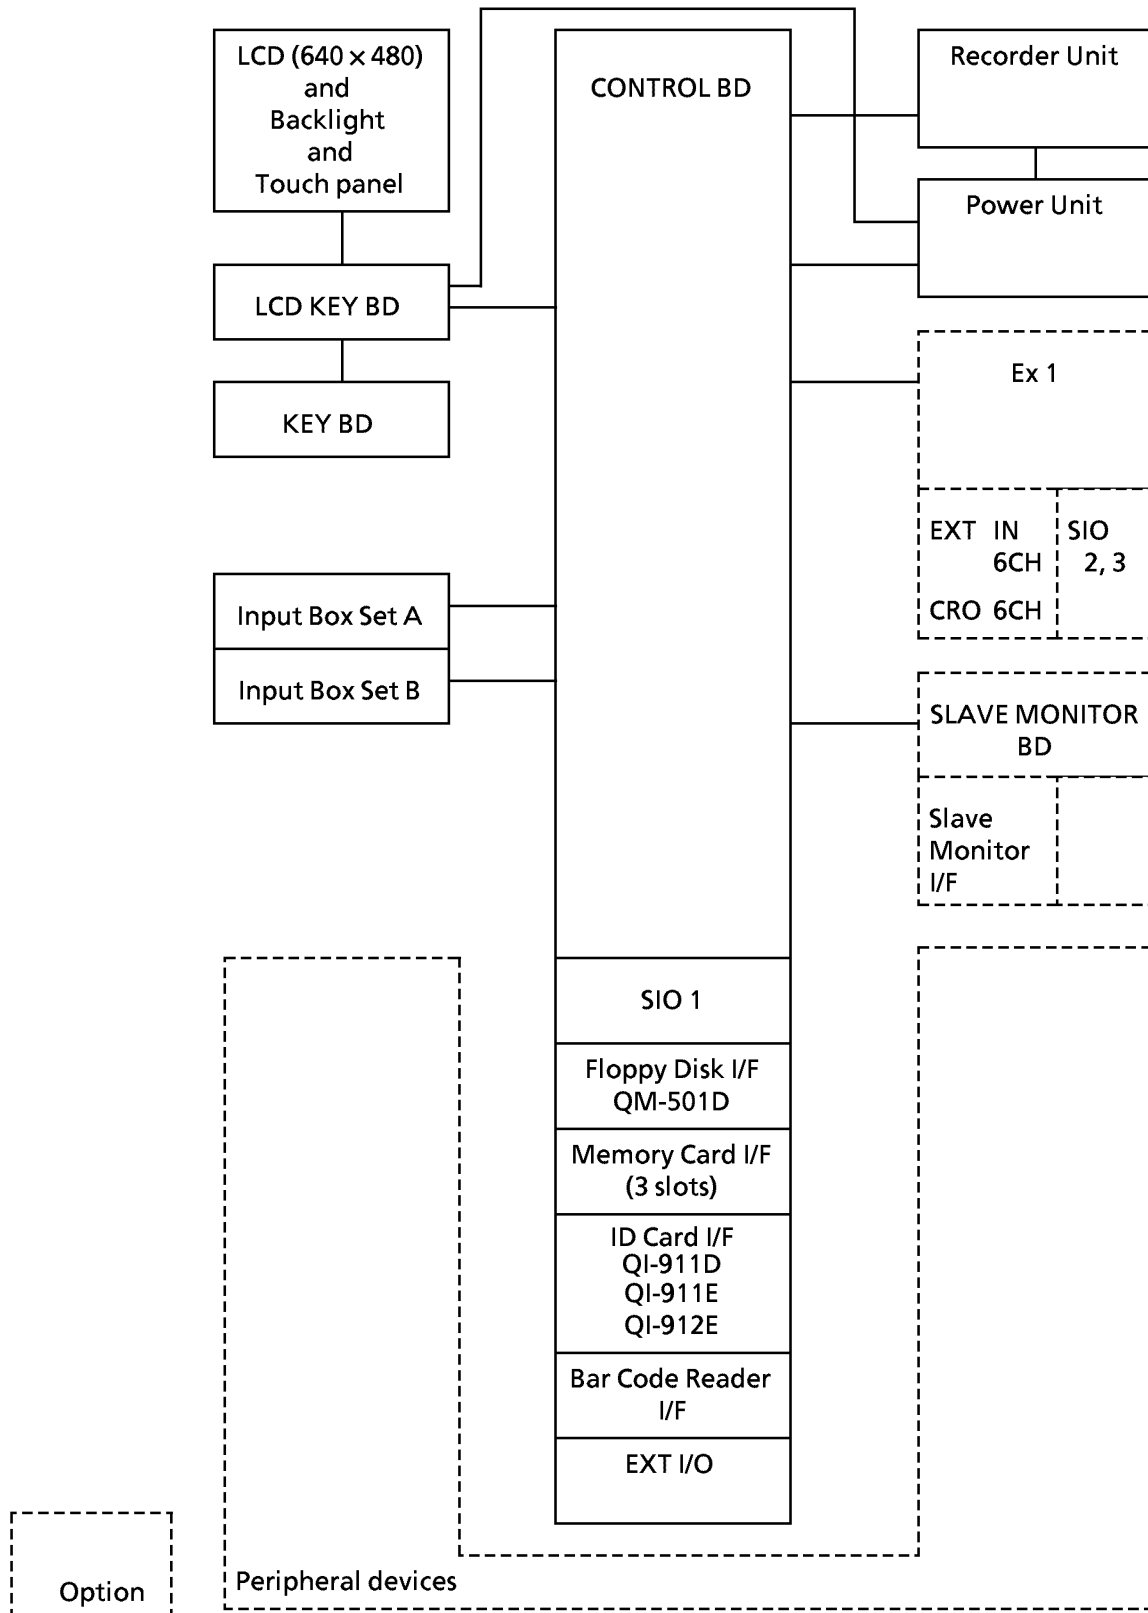 LCD (640 × 480)
and
Backlight
and
Touch panel
LCD KEY BD
KEY BD
Input Box Set A
Input Box Set B
CONTROL BD
SIO 1
Floppy Disk I/F
QM-501D
Memory Card I/F
(3 slots)
ID Card I/F
QI-911D
QI-911E
QI-912E
Bar Code Reader
I/F
EXT I/O
Recorder Unit
Power Unit
Ex 1
EXT IN
6CH
CRO 6CH
SIO
2, 3
SLAVE MONITOR
BD
Slave
Monitor
I/F
Peripheral devices
Option